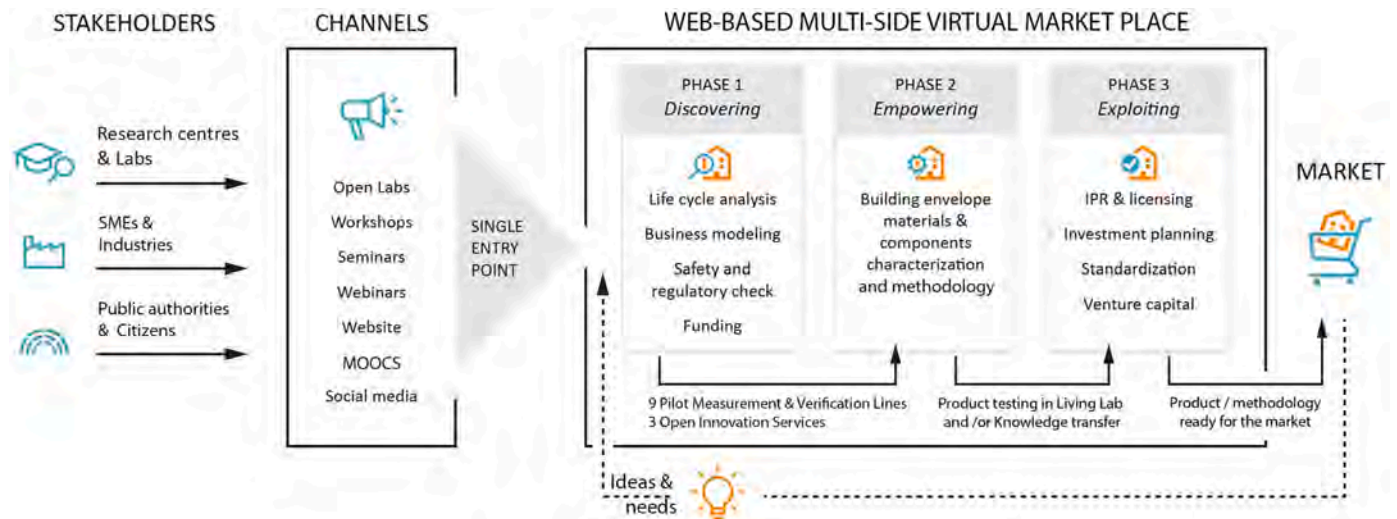 STAKEHOLDERS
Research centres
& Labs
SMEs &
Industries
Public authorities
& Citizens
CHANNELS
Open Labs
Workshops
Seminars
Webinars
Website
MOOCS
Social media
SINGLE
ENTRY
POINT
WEB-BASED MULTI-SIDE VIRTUAL MARKET PLACE
PHASE 1
Discovering
Life cycle analysis
Business modeling
Safety and
regulatory check
Funding
PHASE 2
Empowering
Building envelope
materials &
components
characterization
and methodology
PHASE 3
Exploiting
IPR & licensing
Investment planning
Standardization
Venture capital
9 Pilot Measurement & Verification Lines
3 Open Innovation Services
Product testing in Living Lab
and /or Knowledge transfer
Product / methodology
ready for the market
MARKET
Ideas &
needs